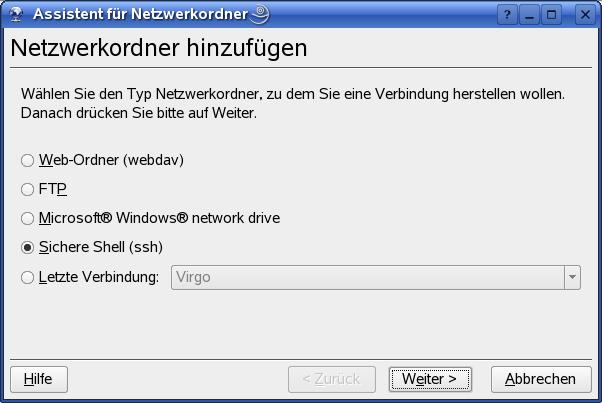 Assistent für Netzwerkordner
Netzwerkordner hinzufügen
Wählen Sie den Typ Netzwerkordner, zu dem Sie eine Verbindung herstellen wollen.
Danach drücken Sie bitte auf Weiter.
Web-Ordner (webdav)
FTP
Microsoft® Windows® network drive
Sichere Shell (ssh)
Letzte Verbindung: Virgo
Hilfe < Zurück Weiter > Abbrechen